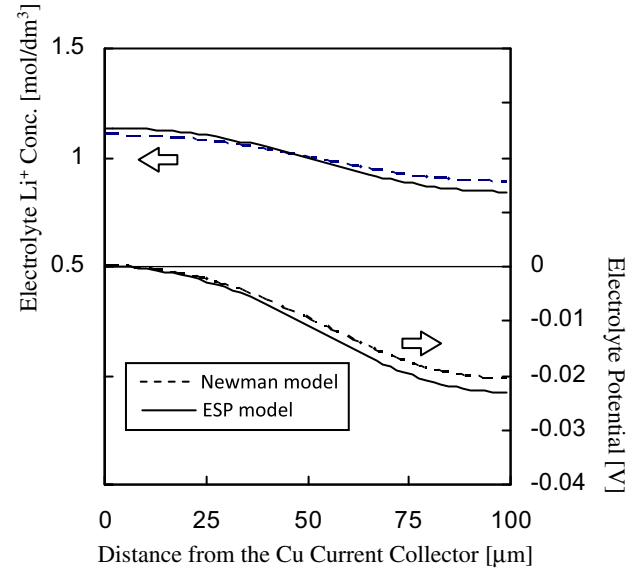 Electrolyte Li⁺ Conc. [mol/dm³]
1.5
1
0.5
0
-0.01
-0.02
-0.03
-0.04
Electrolyte Potential [V]
Newman model
ESP model
0 25 50 75 100
Distance from the Cu Current Collector [μm]